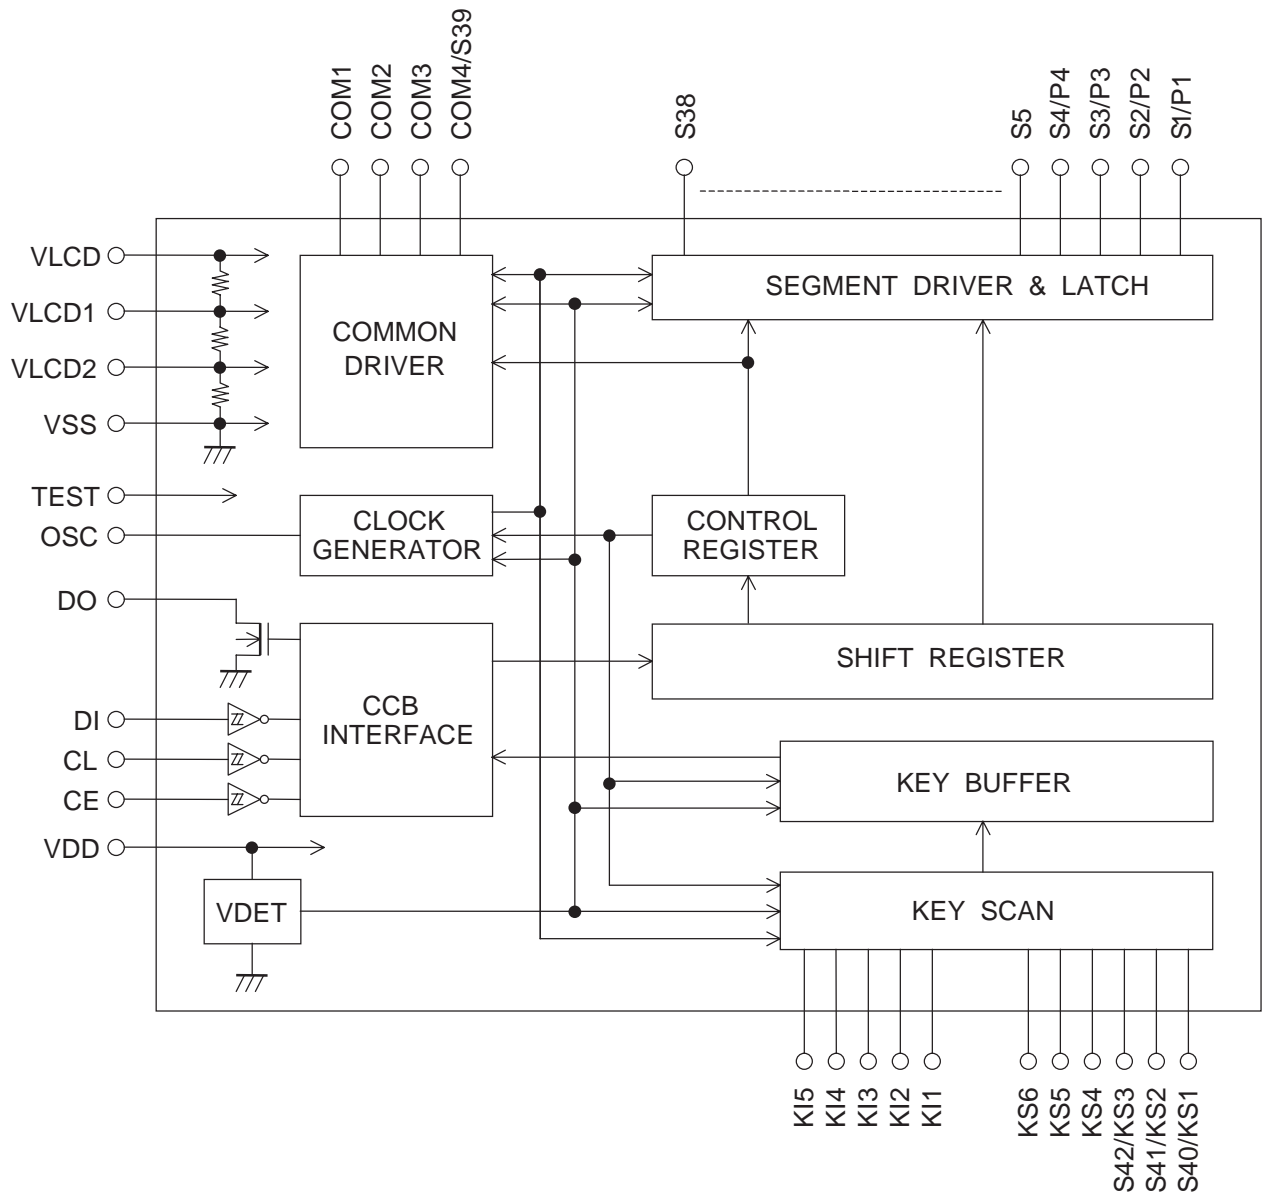 COM1
COM2
COM3
COM4/S39
S38
S5
S4/P4
S3/P3
S2/P2
S1/P1
VLCD
VLCD1
VLCD2
VSS
TEST
OSC
DO
DI
CL
CE
VDD
COMMON
DRIVER
SEGMENT DRIVER & LATCH
CLOCK
GENERATOR
CONTROL
REGISTER
CCB
INTERFACE
SHIFT REGISTER
KEY BUFFER
VDET
KEY SCAN
KI5
KI4
KI3
KI2
KI1
KS6
KS5
KS4
S42/KS3
S41/KS2
S40/KS1